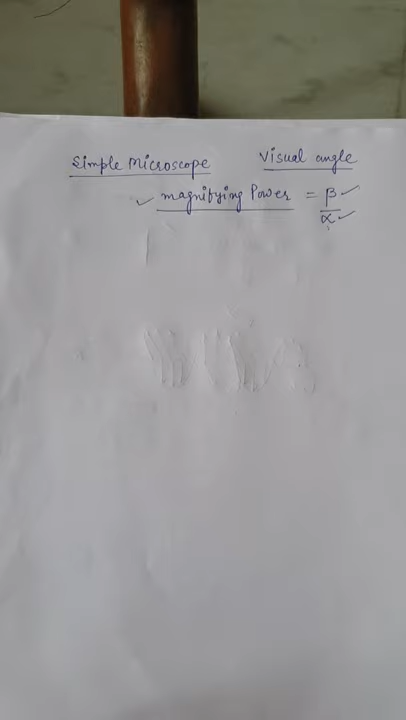 Simple Microscope Visual angle
✓ magnifying Power = β ✓
α ✓